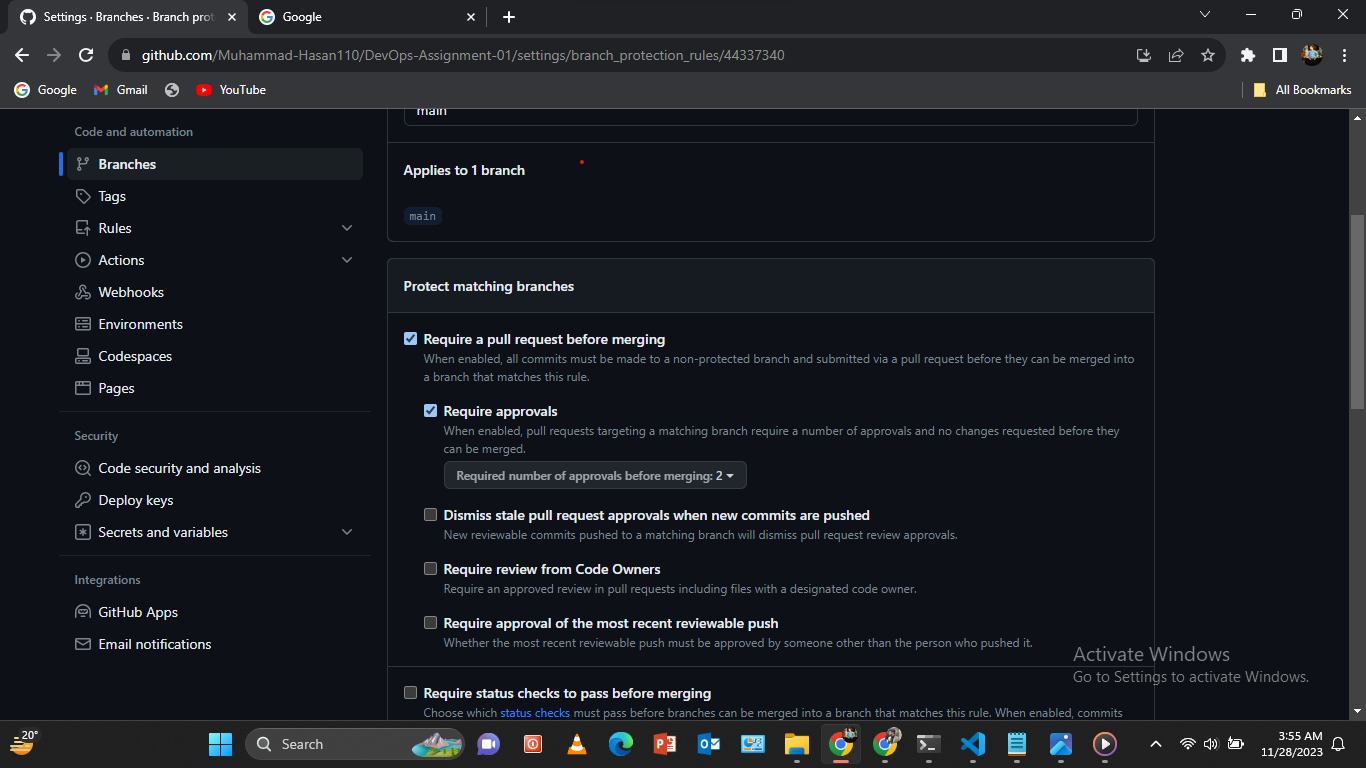 Settings · Branches · Branch prot
Google
github.com/Muhammad-Hasan110/DevOps-Assignment-01/settings/branch_protection_rules/44337340
Google
Gmail
YouTube
All Bookmarks
Code and automation
Branches
Tags
Rules
Actions
Webhooks
Environments
Codespaces
Pages
Security
Code security and analysis
Deploy keys
Secrets and variables
Integrations
GitHub Apps
Email notifications
main
Applies to 1 branch
main
Protect matching branches
Require a pull request before merging
When enabled, all commits must be made to a non-protected branch and submitted via a pull request before they can be merged into
a branch that matches this rule.
Require approvals
When enabled, pull requests targeting a matching branch require a number of approvals and no changes requested before they
can be merged.
Required number of approvals before merging: 2
Dismiss stale pull request approvals when new commits are pushed
New reviewable commits pushed to a matching branch will dismiss pull request review approvals.
Require review from Code Owners
Require an approved review in pull requests including files with a designated code owner.
Require approval of the most recent reviewable push
Whether the most recent reviewable push must be approved by someone other than the person who pushed it.
Require status checks to pass before merging
Choose which status checks must pass before branches can be merged into a branch that matches this rule. When enabled, commits
Activate Windows
Go to Settings to activate Windows.
20°
Search
3:55 AM
11/28/2023